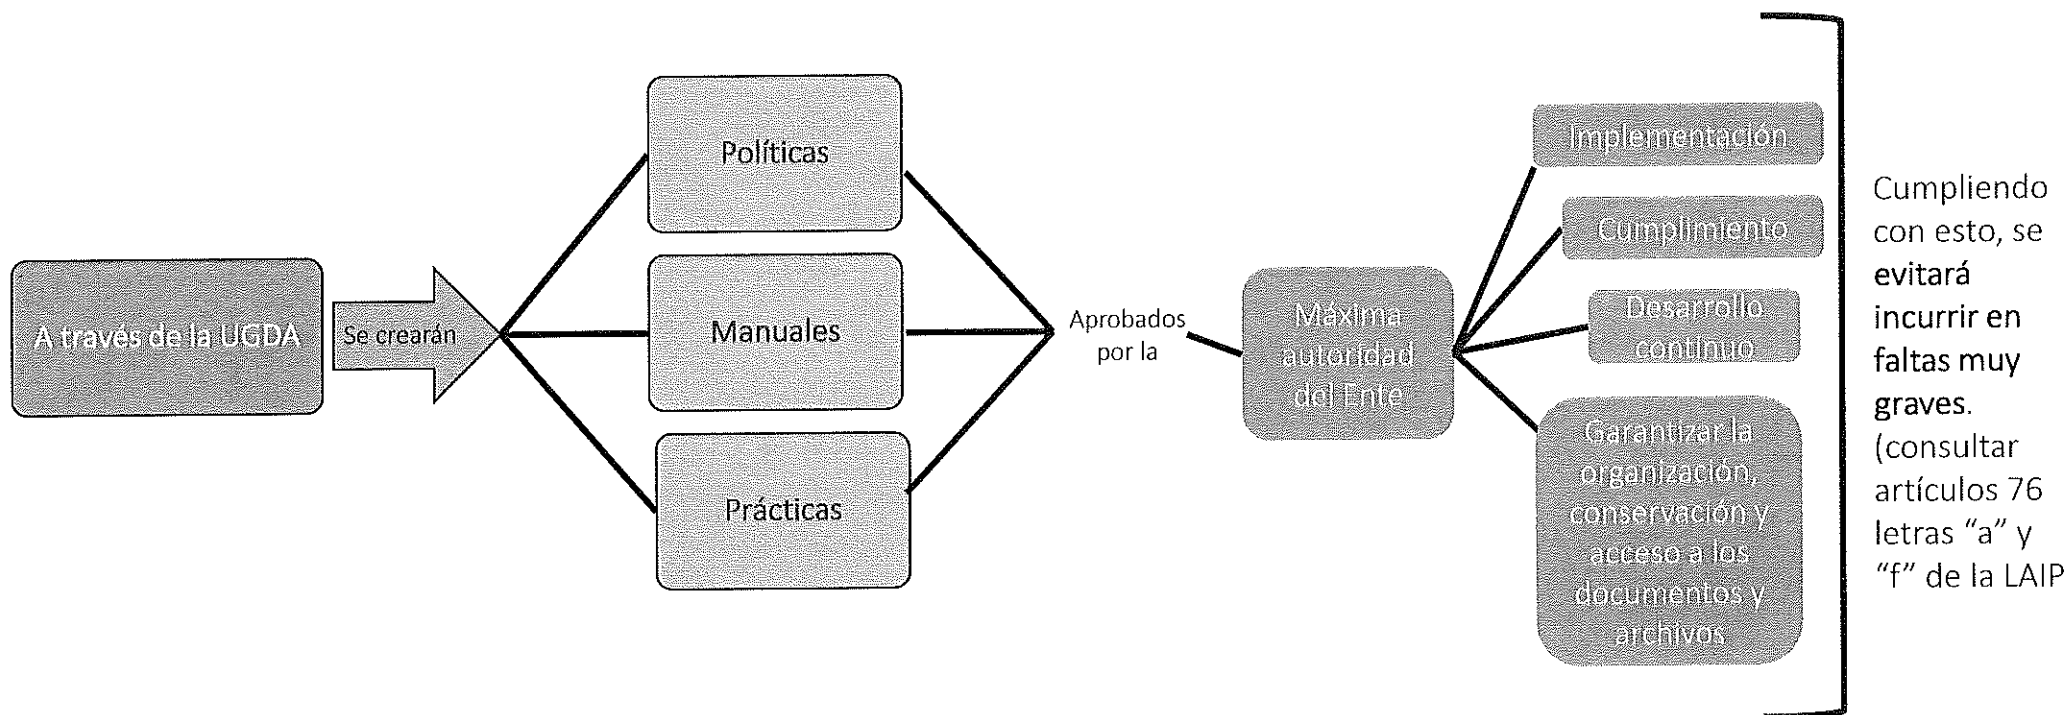 A través de la UGDA
Se crearán
Políticas
Manuales
Prácticas
Aprobados
por la
Máxima
autoridad
del Ente
Implementación
Cumplimiento
Desarrollo
continuo
Garantizar la
organización,
conservación y
acceso a los
documentos y
archivos
Cumpliendo
con esto, se
evitará
incurrir en
faltas muy
graves.
(consultar
artículos 76
letras “a” y
“f” de la LAIP